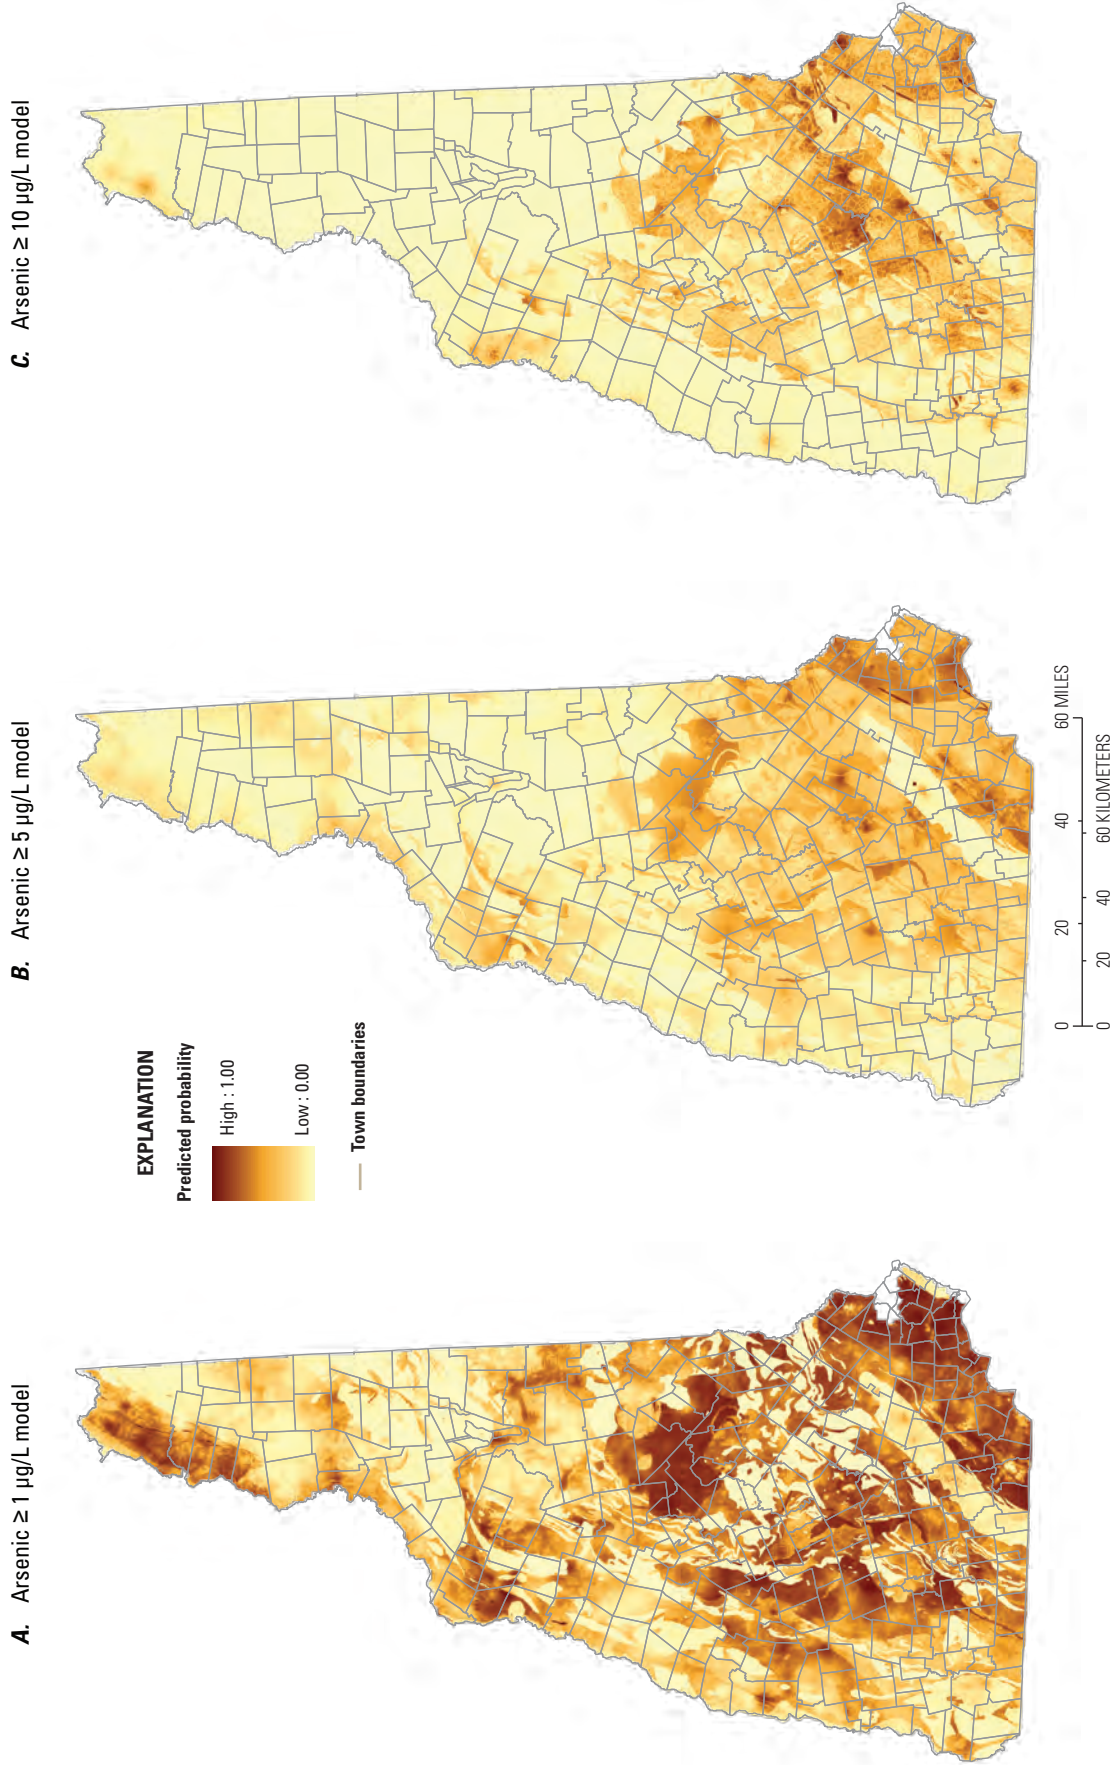 A. Arsenic ≥ 1 µg/L model
B. Arsenic ≥ 5 µg/L model
C. Arsenic ≥ 10 µg/L model
EXPLANATION
Predicted probability
High : 1.00
Low : 0.00
Town boundaries
0 20 40 60 MILES
0 20 40 60 KILOMETERS